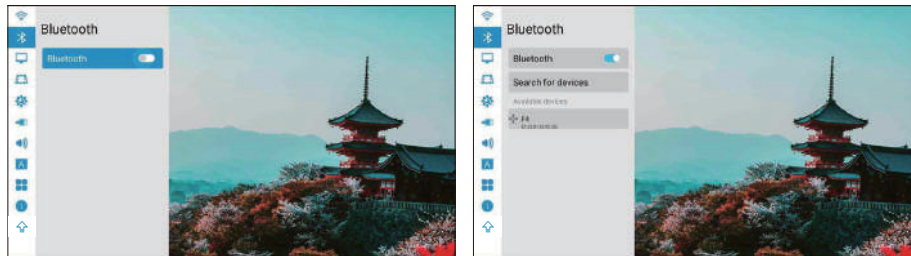 Bluetooth
Bluetooth
A
Bluetooth
Bluetooth
Search for devices
Available devices
F4
A